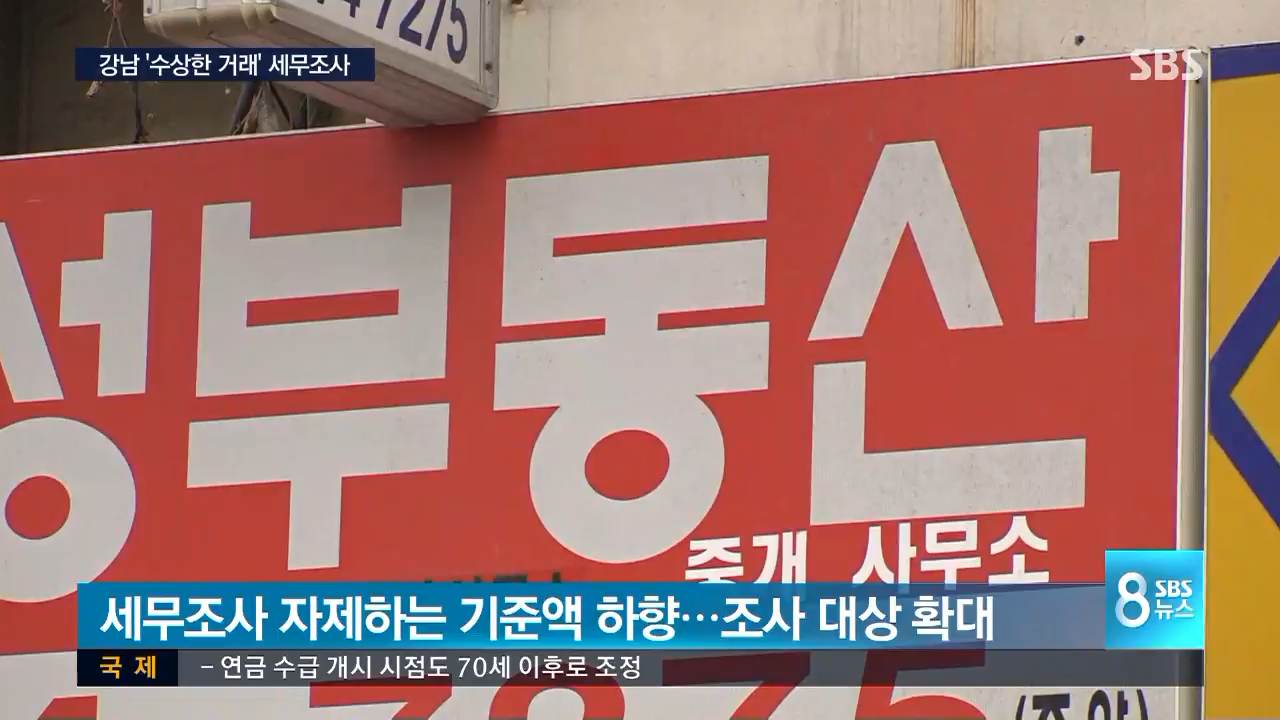 7275
강남 '수상한 거래' 세무조사
SBS
성부동산
중개 사무소
세무조사 자제하는 기준액 하향…조사 대상 확대
8 SBS
뉴스
국 제 - 연금 수급 개시 시점도 70세 이후로 조정